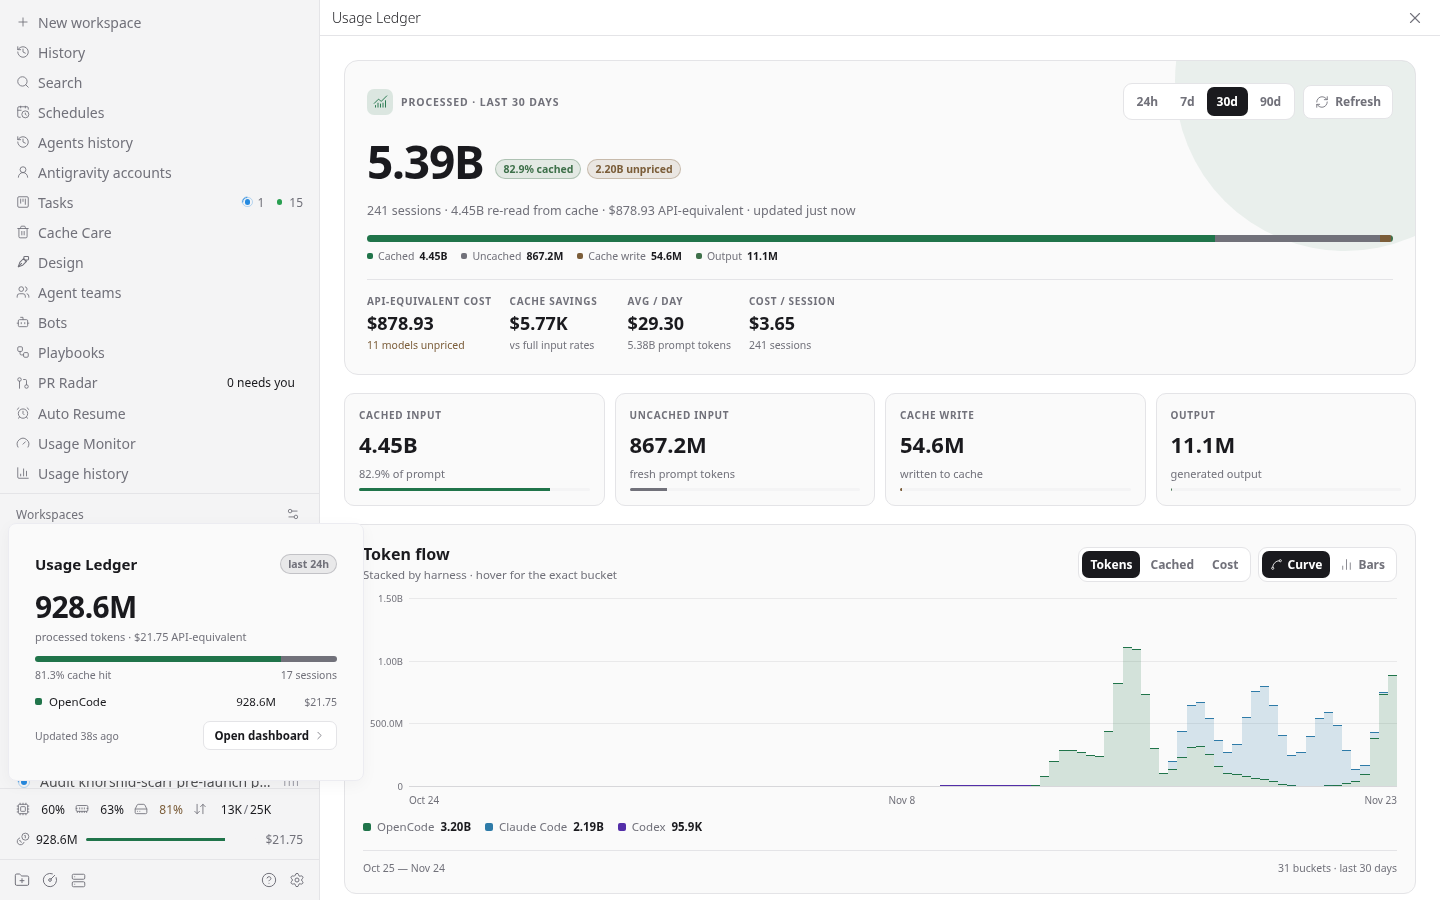 New workspace
History
Search
Schedules
Agents history
Antigravity accounts
Tasks 1 15
Cache Care
Design
Agent teams
Bots
Playbooks
PR Radar 0 needs you
Auto Resume
Usage Monitor
Usage history
Workspaces
Usage Ledger last 24h
928.6M
processed tokens · $21.75 API-equivalent
81.3% cache hit 17 sessions
OpenCode 928.6M $21.75
Updated 38s ago Open dashboard
Audit khorshid-scarf pre-launch p...
60% 63% 81% 13K / 25K
928.6M $21.75
Usage Ledger
PROCESSED · LAST 30 DAYS
24h 7d 30d 90d Refresh
5.39B 82.9% cached 2.20B unpriced
241 sessions · 4.45B re-read from cache · $878.93 API-equivalent · updated just now
Cached 4.45B Uncached 867.2M Cache write 54.6M Output 11.1M
API-EQUIVALENT COST CACHE SAVINGS AVG / DAY COST / SESSION
$878.93 $5.77K $29.30 $3.65
11 models unpriced vs full input rates 5.38B prompt tokens 241 sessions
CACHED INPUT UNCACHED INPUT CACHE WRITE OUTPUT
4.45B 867.2M 54.6M 11.1M
82.9% of prompt fresh prompt tokens written to cache generated output
Token flow
Stacked by harness · hover for the exact bucket
Tokens Cached Cost Curve Bars
1.50B
1.00B
500.0M
0
Oct 24 Nov 8 Nov 23
OpenCode 3.20B Claude Code 2.19B Codex 95.9K
Oct 25 — Nov 24 31 buckets · last 30 days